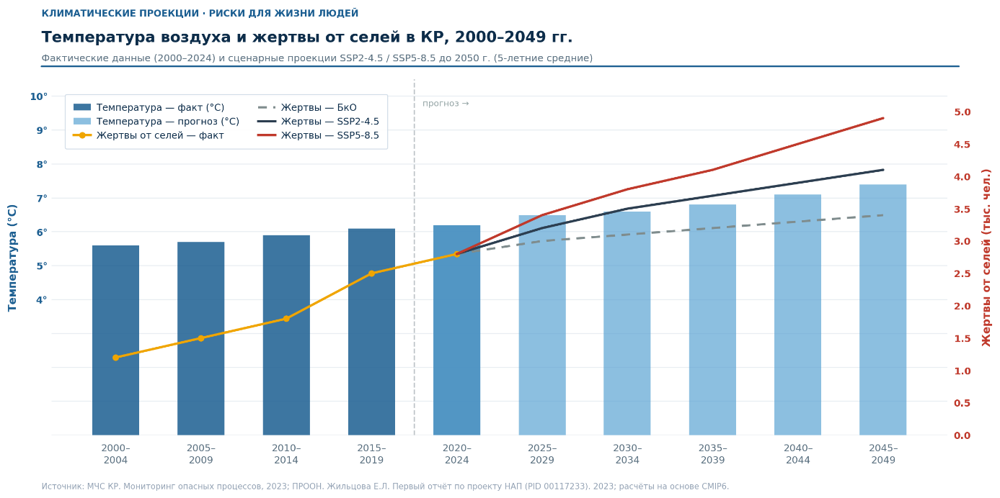 КЛИМАТИЧЕСКИЕ ПРОЕКЦИИ · РИСКИ ДЛЯ ЖИЗНИ ЛЮДЕЙ
Температура воздуха и жертвы от селей в КР, 2000–2049 гг.
Фактические данные (2000–2024) и сценарные проекции SSP2-4.5 / SSP5-8.5 до 2050 г. (5-летние средние)
Температура — факт (°C)
Температура — прогноз (°C)
Жертвы от селей — факт
Жертвы — БкО
Жертвы — SSP2-4.5
Жертвы — SSP5-8.5
прогноз →
Температура (°C)
10°
9°
8°
7°
6°
5°
4°
Жертвы от селей (тыс. чел.)
5.0
4.5
4.0
3.5
3.0
2.5
2.0
1.5
1.0
0.5
0.0
2000–
2004
2005–
2009
2010–
2014
2015–
2019
2020–
2024
2025–
2029
2030–
2034
2035–
2039
2040–
2044
2045–
2049
Источник: МЧС КР. Мониторинг опасных процессов, 2023; ПРООН. Жильцова Е.Л. Первый отчёт по проекту НАП (PID 00117233). 2023; расчёты на основе CMIP6.